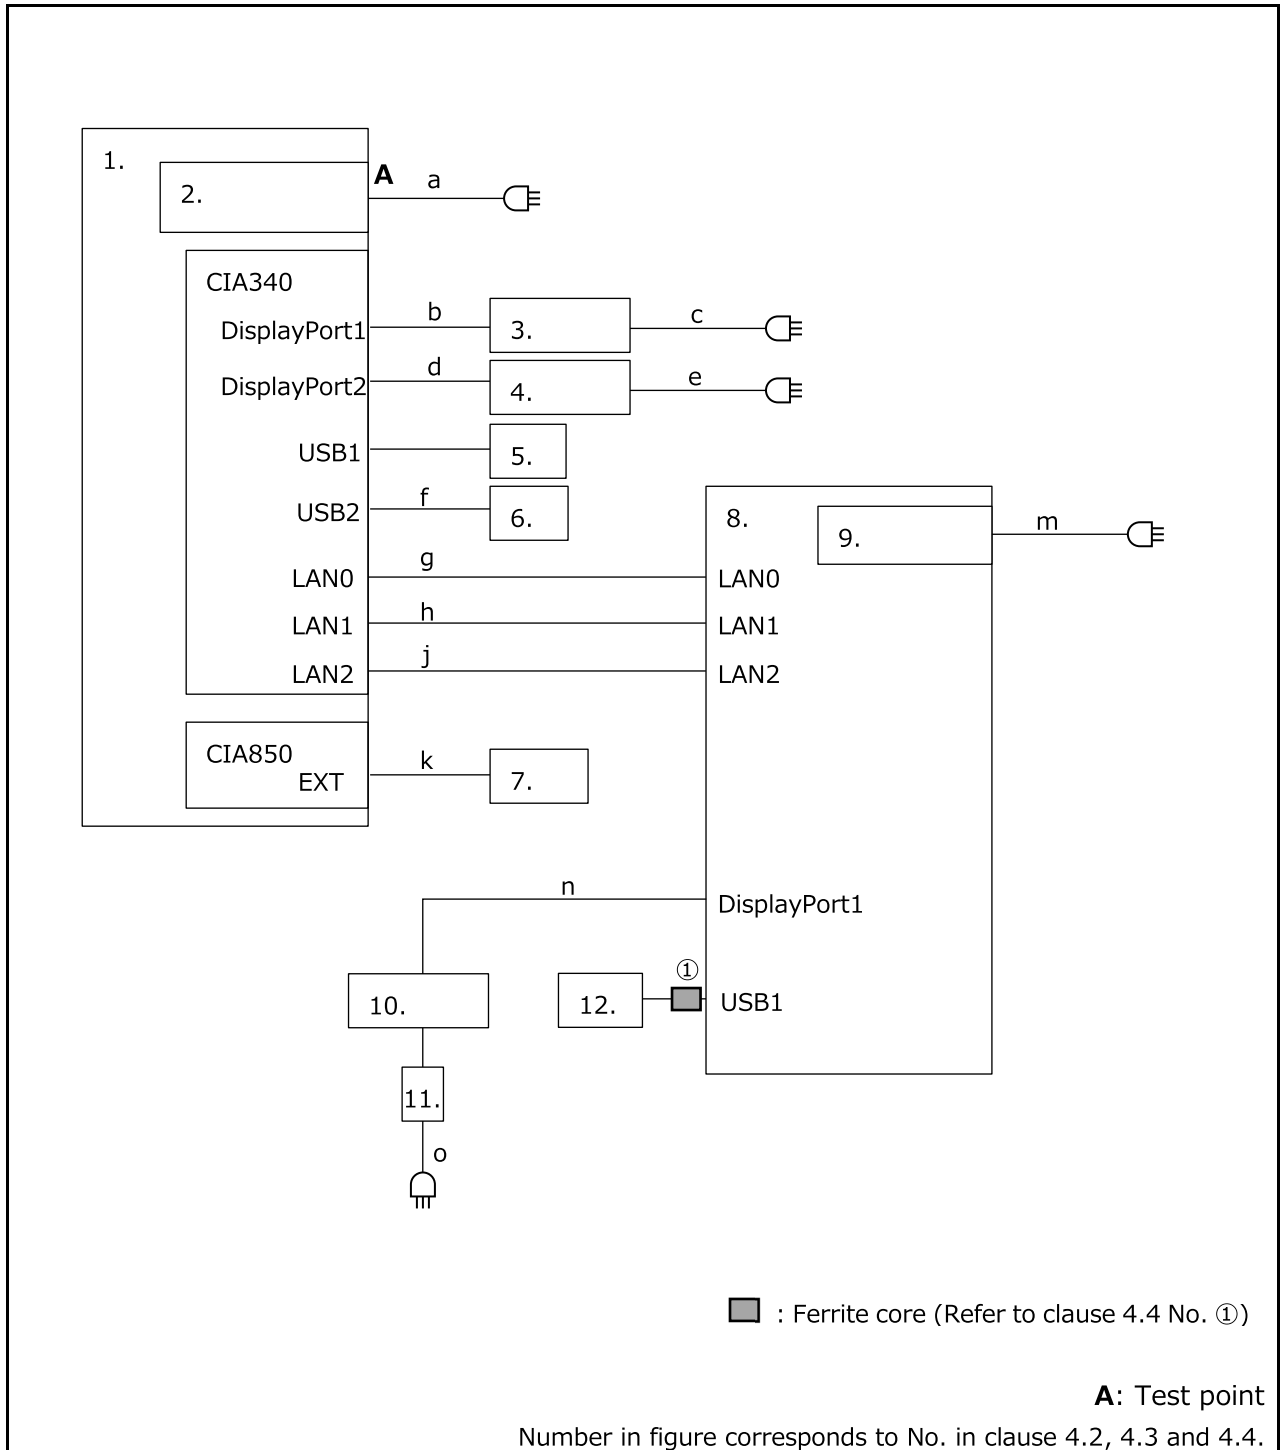 1.
2.
A
a
CIA340
DisplayPort1
b
3.
c
DisplayPort2
d
4.
e
USB1
5.
USB2
f
6.
8.
9.
m
LAN0
g
LAN0
LAN1
h
LAN1
LAN2
j
LAN2
CIA850
EXT
k
7.
n
DisplayPort1
10.
12.
①
USB1
11.
o
: Ferrite core (Refer to clause 4.4 No. ①)
A: Test point
Number in figure corresponds to No. in clause 4.2, 4.3 and 4.4.